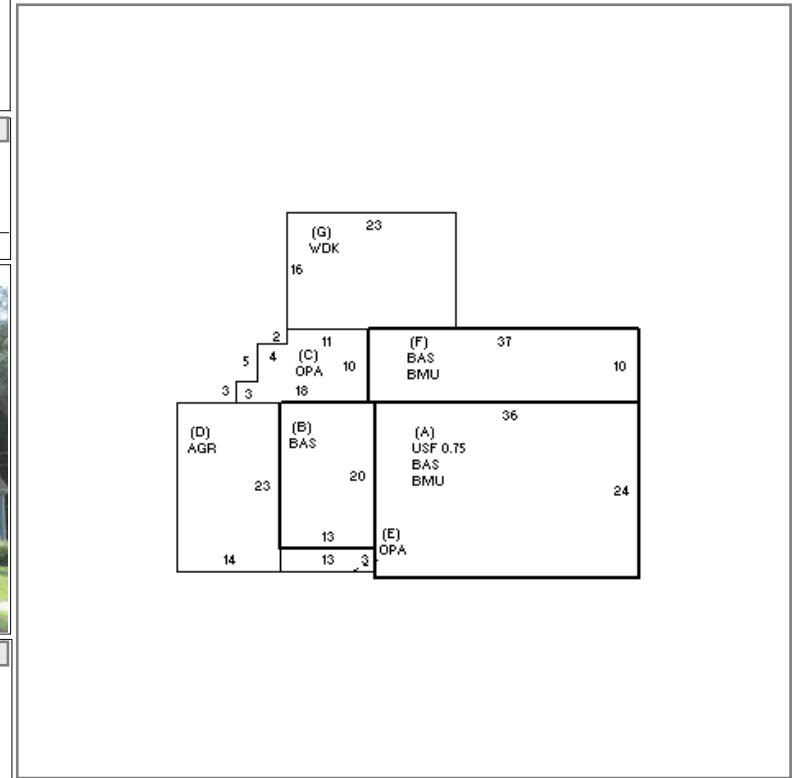 23
(G)
WDK
16
2
11
(F)
37
5
4
(C)
BAS
OPA
10
BMU
10
3
3
18
36
(D)
AGR
(B)
BAS
(A)
USF 0.75
BAS
BMU
20
23
24
13
(E)
OPA
14
13
3